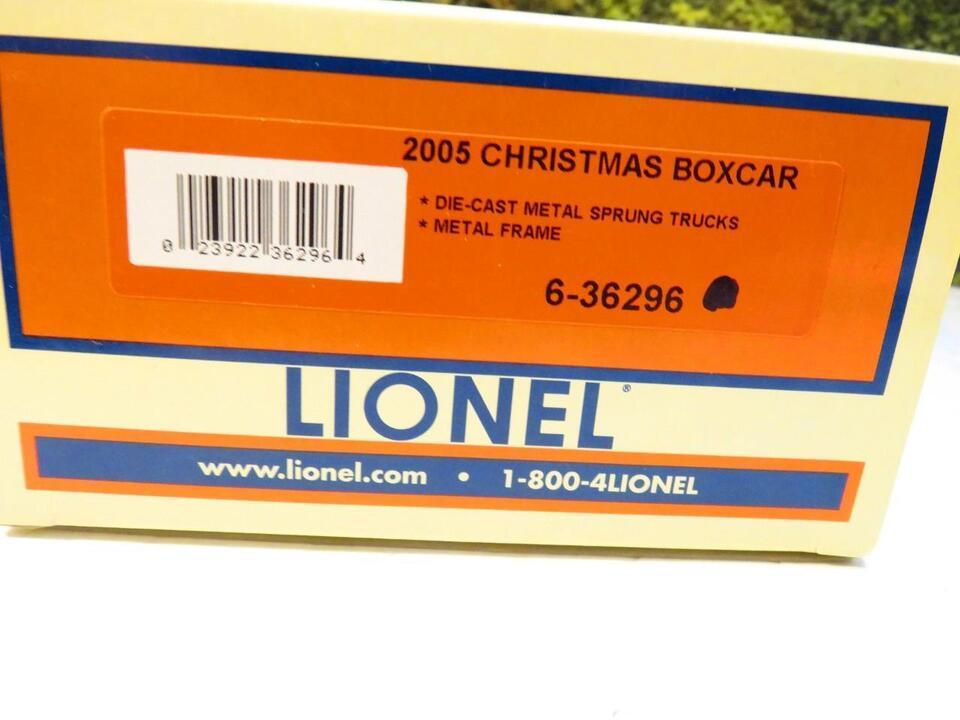 2005 CHRISTMAS BOXCAR
* DIE-CAST METAL SPRUNG TRUCKS
* METAL FRAME
0 23922 36296 4
6-36296
LIONEL®
www.lionel.com • 1-800-4LIONEL